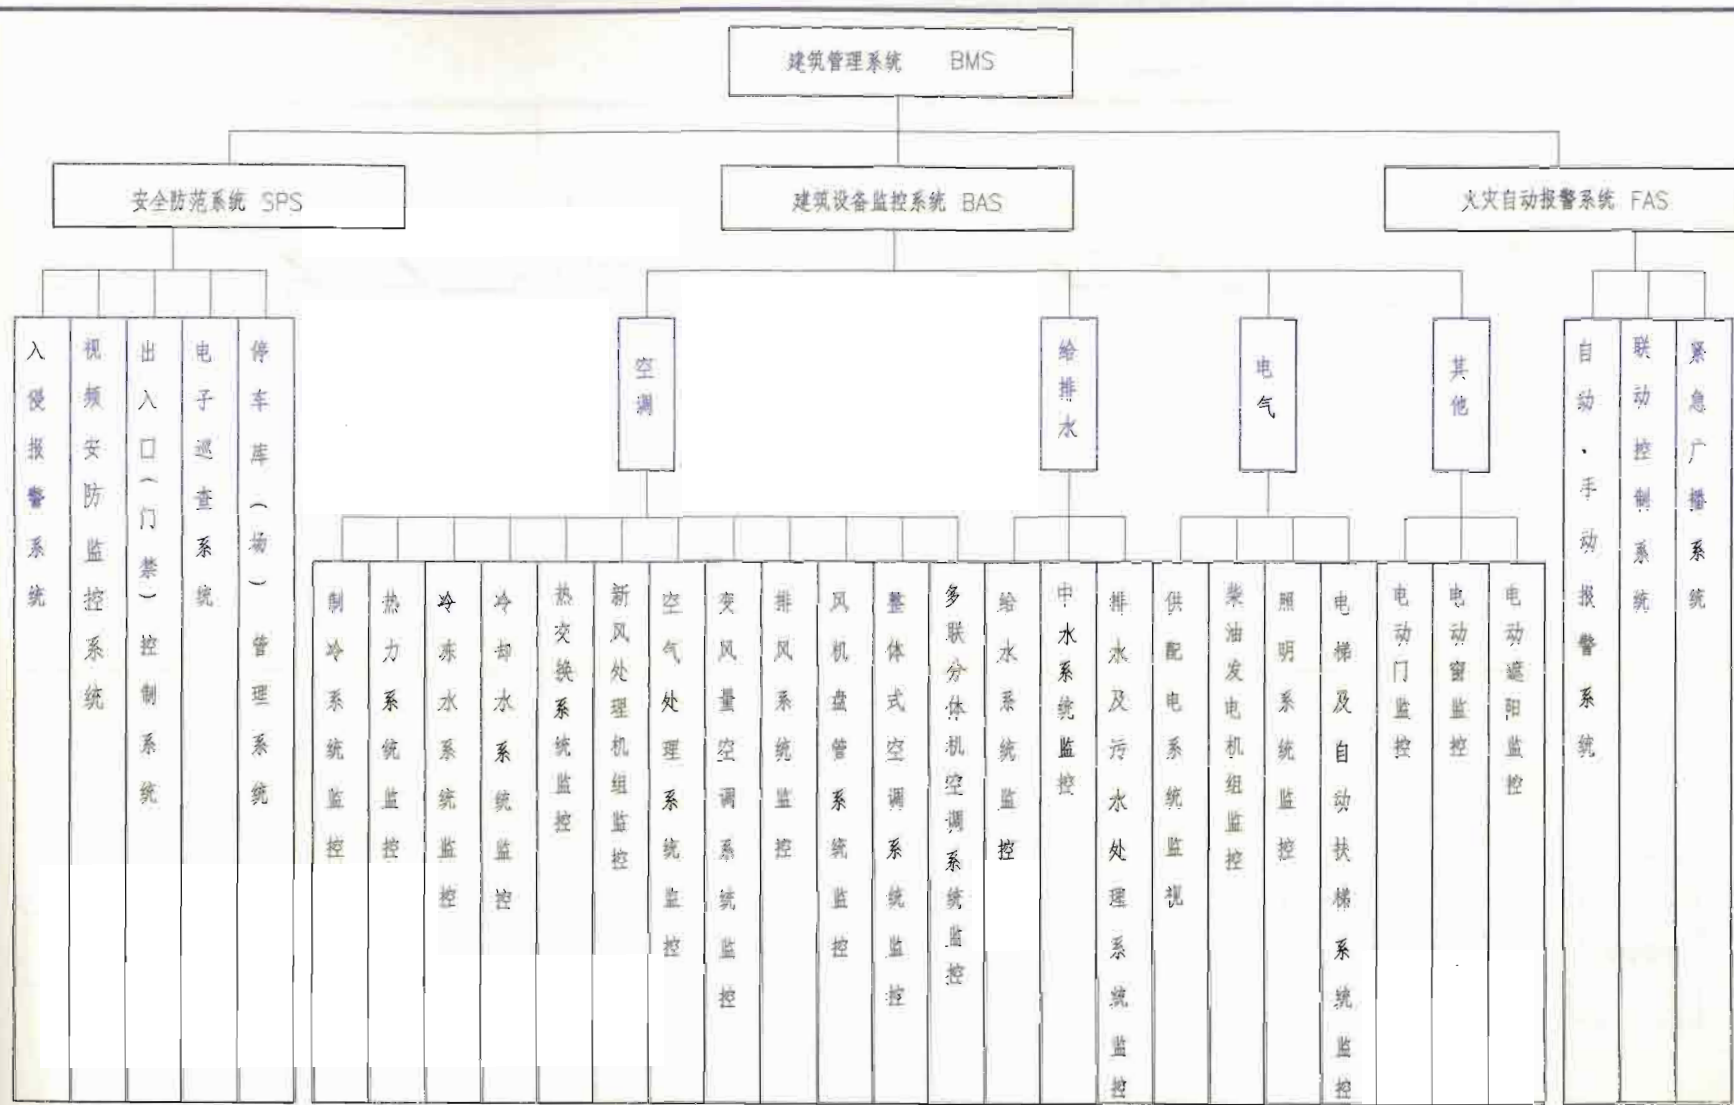 建筑管理系统 BMS
安全防范系统 SPS
建筑设备监控系统 BAS
火灾自动报警系统 FAS
入侵报警系统
视频安防监控系统
出入口(门禁)控制系统
电子巡查系统
停车库(场)管理系统
空调
给排水
电气
其他
自动、手动报警系统
联动控制系统
紧急广播系统
制冷系统监控
热力系统监控
冷冻水系统监控
冷却水系统监控
热交换系统监控
新风处理机组监控
空气处理系统监控
变风量空调系统监控
排风系统监控
风机盘管系统监控
整体式空调系统监控
多联分体机空调系统监控
给水系统监控
中水系统监控
排水及污水处理系统监控
供配电系统监视
柴油发电机组监控
照明系统监控
电梯及自动扶梯系统监控
电动门监控
电动窗监控
电动遮阳监控